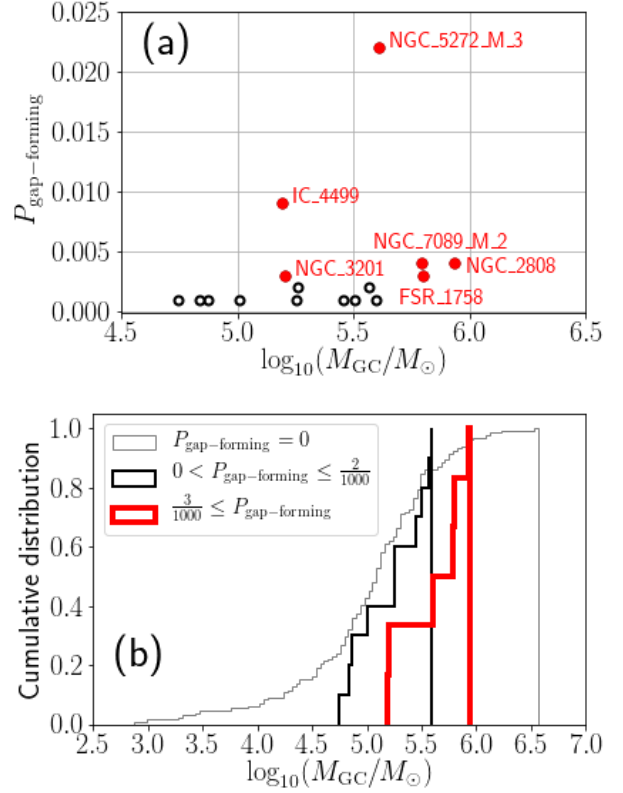 0.025
(a)
NGC_5272_M_3
0.020
0.015
P_gap−forming
0.010
IC_4499
NGC_7089_M_2
0.005
NGC_3201
NGC_2808
FSR_1758
0.000
4.5 5.0 5.5 6.0 6.5
log₁₀(M_GC/M_⊙)
1.0
P_gap−forming = 0
0 < P_gap−forming ≤ 2/1000
3/1000 ≤ P_gap−forming
0.8
0.6
Cumulative distribution
0.4
(b)
0.2
0.0
2.5 3.0 3.5 4.0 4.5 5.0 5.5 6.0 6.5 7.0
log₁₀(M_GC/M_⊙)